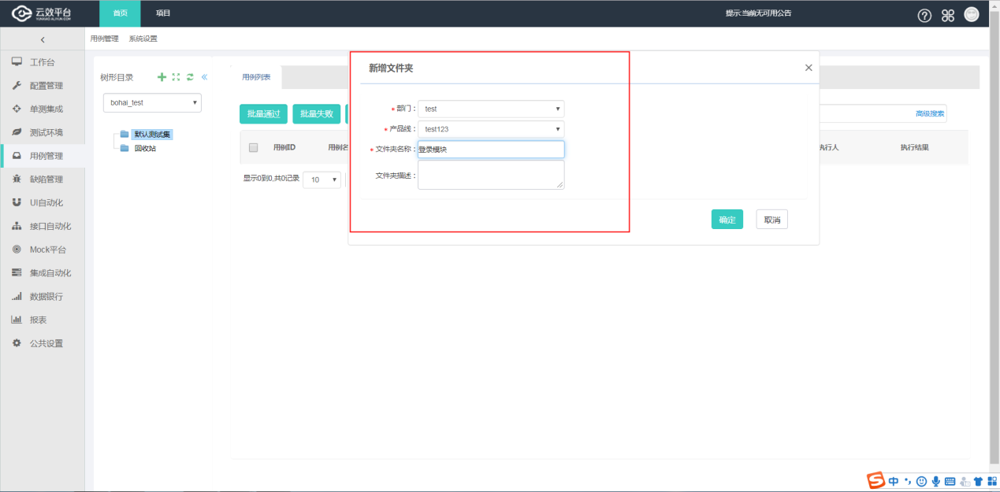 云效平台
YUNXIAO.ALIYUN.COM
首页
项目
提示:当前无可用公告
用例管理
系统设置
工作台
配置管理
单测集成
测试环境
用例管理
缺陷管理
UI自动化
接口自动化
Mock平台
集成自动化
数据银行
报表
公共设置
树形目录
bohai_test
默认测试集
回收站
用例列表
批量通过
批量失败
高级搜索
用例ID
用例名
执行人
执行结果
显示0到0,共0记录
10
新增文件夹
* 部门： test
* 产品线： test123
* 文件夹名称： 登录模块
文件夹描述：
确定
取消
S 中